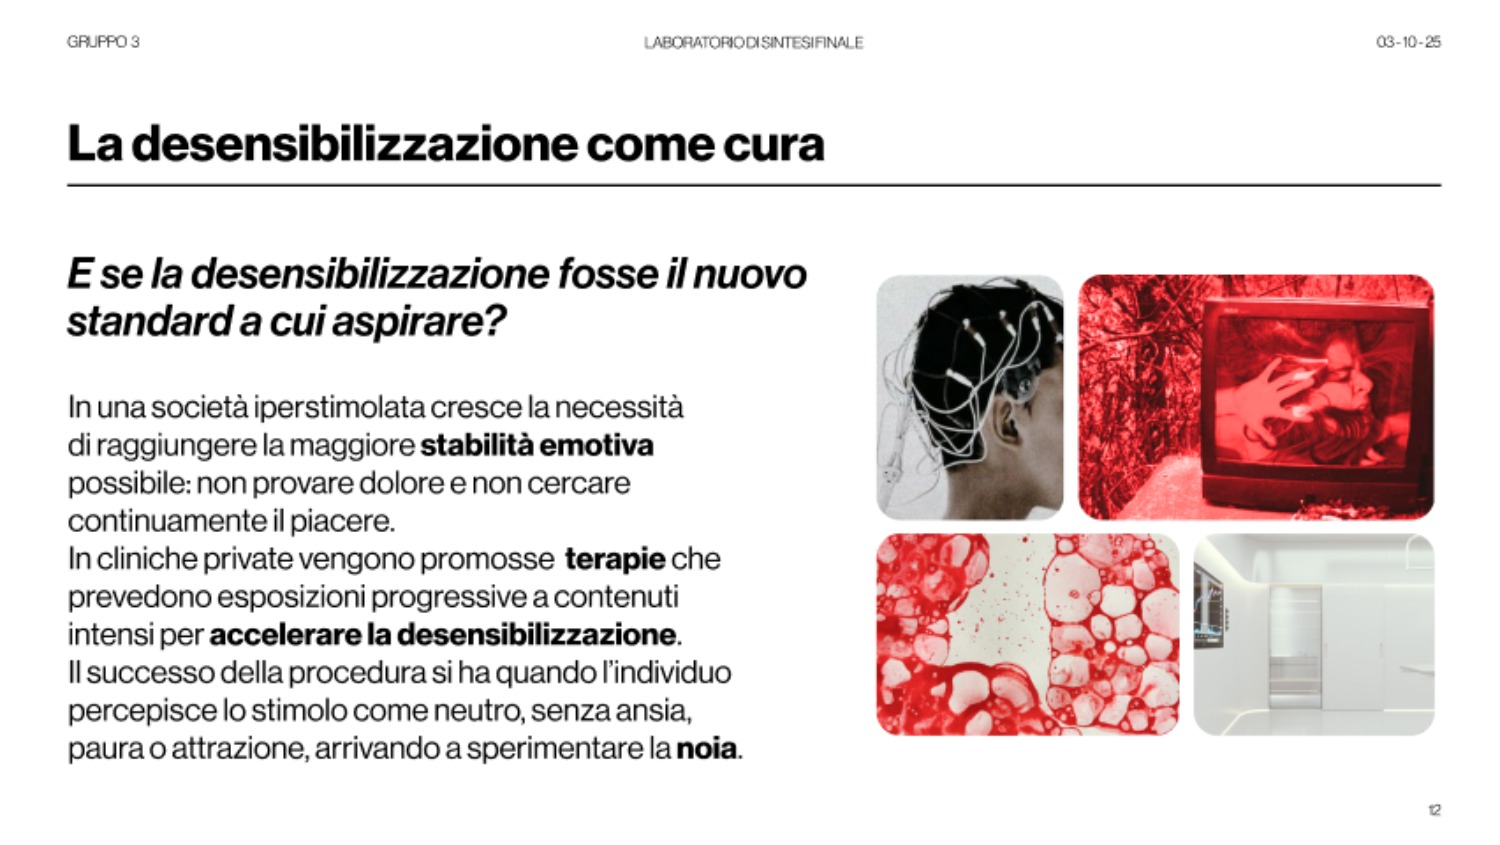 GRUPPO 3
LABORATORIO DI SINTESI FINALE
03-10-25
La desensibilizzazione come cura
E se la desensibilizzazione fosse il nuovo
standard a cui aspirare?
In una società iperstimolata cresce la necessità
di raggiungere la maggiore stabilità emotiva
possibile: non provare dolore e non cercare
continuamente il piacere.
In cliniche private vengono promosse terapie che
prevedono esposizioni progressive a contenuti
intensi per accelerare la desensibilizzazione.
Il successo della procedura si ha quando l’individuo
percepisce lo stimolo come neutro, senza ansia,
paura o attrazione, arrivando a sperimentare la noia.
12